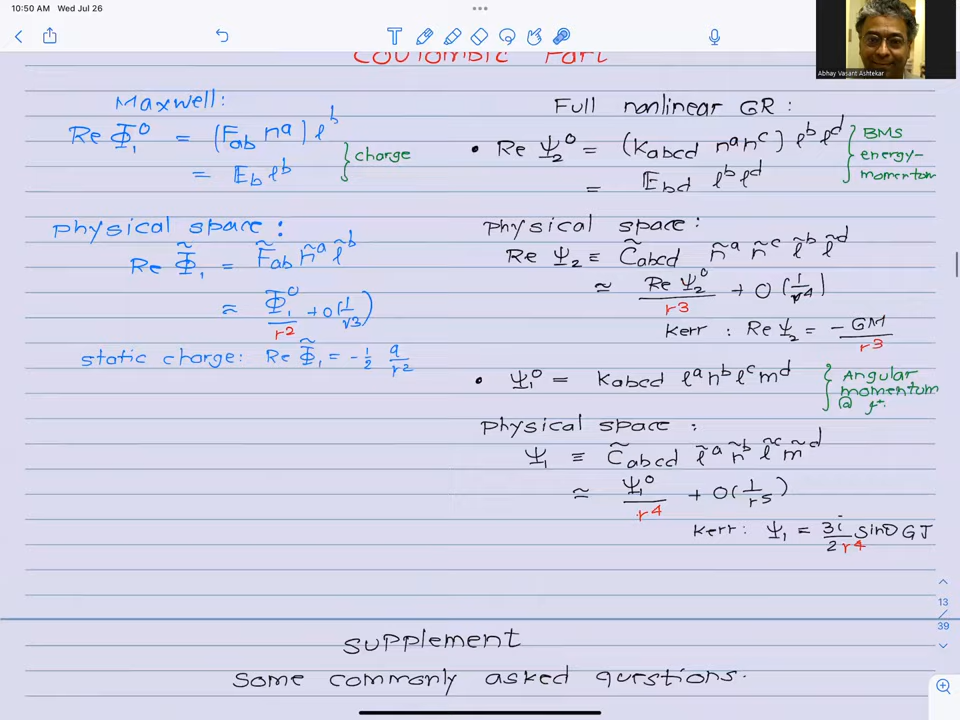 10:50 AM Wed Jul 26
Abhay Vasant Ashtekar
Coulombic Part
Maxwell:
Re Φ₁⁰ = (F_ab n^a) l^b
= E_b l^b
} charge
Physical space:
Re Φ̃₁ = F̃_ab ñ^a l̃^b
≈ Φ₁⁰/r² + O(1/r³)
static charge: Re Φ̃₁ = -1/2 q/r²
Full nonlinear GR:
• Re Ψ₂⁰ = (K_abcd n^a n^c) l^b l^d
= E_bd l^b l^d
} BMS
energy-
momentum
Physical space:
Re Ψ₂ ≡ C̃_abcd ñ^a ñ^c l̃^b l̃^d
≈ Re Ψ₂⁰/r³ + O(1/r⁴)
Kerr: Re Ψ₂ = -GM/r³
• Ψ₁⁰ = K_abcd l^a n^b l^c m^d
} Angular
momentum
@
Physical space:
Ψ₁ ≡ C̃_abcd l̃^a ñ^b l̃^c m̃^d
≈ Ψ₁⁰/r⁴ + O(1/r⁵)
Kerr: Ψ₁ = 3i/2r⁴ sinθ GJ
13
39
Supplement
Some commonly asked questions.